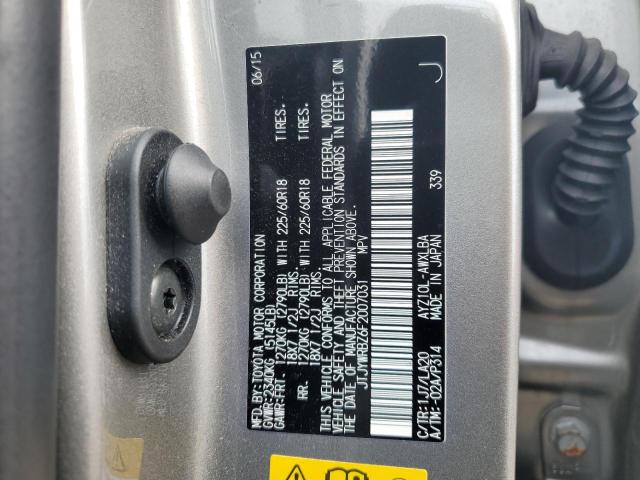 MFD.BY:TOYOTA MOTOR CORPORATION 06/15
GVWR:2340KG (5145LB)
GAWR:FRT. 1270KG (2790LB) WITH 225/60R18 TIRES.
18X7 1/2J RIMS.
RR. 1270KG (2790LB) WITH 225/60R18 TIRES.
18X7 1/2J RIMS.
THIS VEHICLE CONFORMS TO ALL APPLICABLE FEDERAL MOTOR
VEHICLE SAFETY AND THEFT PREVENTION STANDARDS IN EFFECT ON
THE DATE OF MANUFACTURE SHOWN ABOVE.
JTJYWRBZ6F2007031 MPV
J
C/TR:1J7/LA20 AYZ10L-AWXLBA
A/TM:-02A/P314 MADE IN JAPAN 339